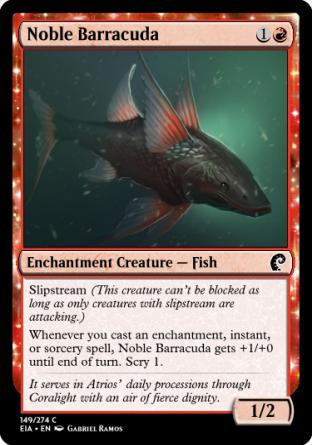 Noble Barracuda 1
Enchantment Creature — Fish
Slipstream (This creature can't be blocked as
long as only creatures with slipstream are
attacking.)
Whenever you cast an enchantment, instant,
or sorcery spell, Noble Barracuda gets +1/+0
until end of turn. Scry 1.
It serves in Atrios' daily processions through
Coralight with an air of fierce dignity.
1/2
149/274 C
EIA • EN Gabriel Ramos